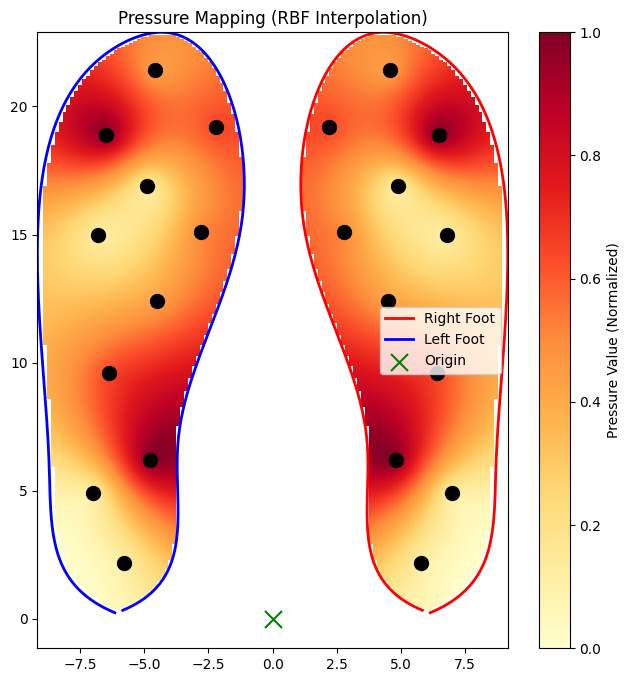 Pressure Mapping (RBF Interpolation)
20
15
10
5
0
−7.5 −5.0 −2.5 0.0 2.5 5.0 7.5
Right Foot
Left Foot
Origin
1.0
0.8
0.6
0.4
0.2
0.0
Pressure Value (Normalized)